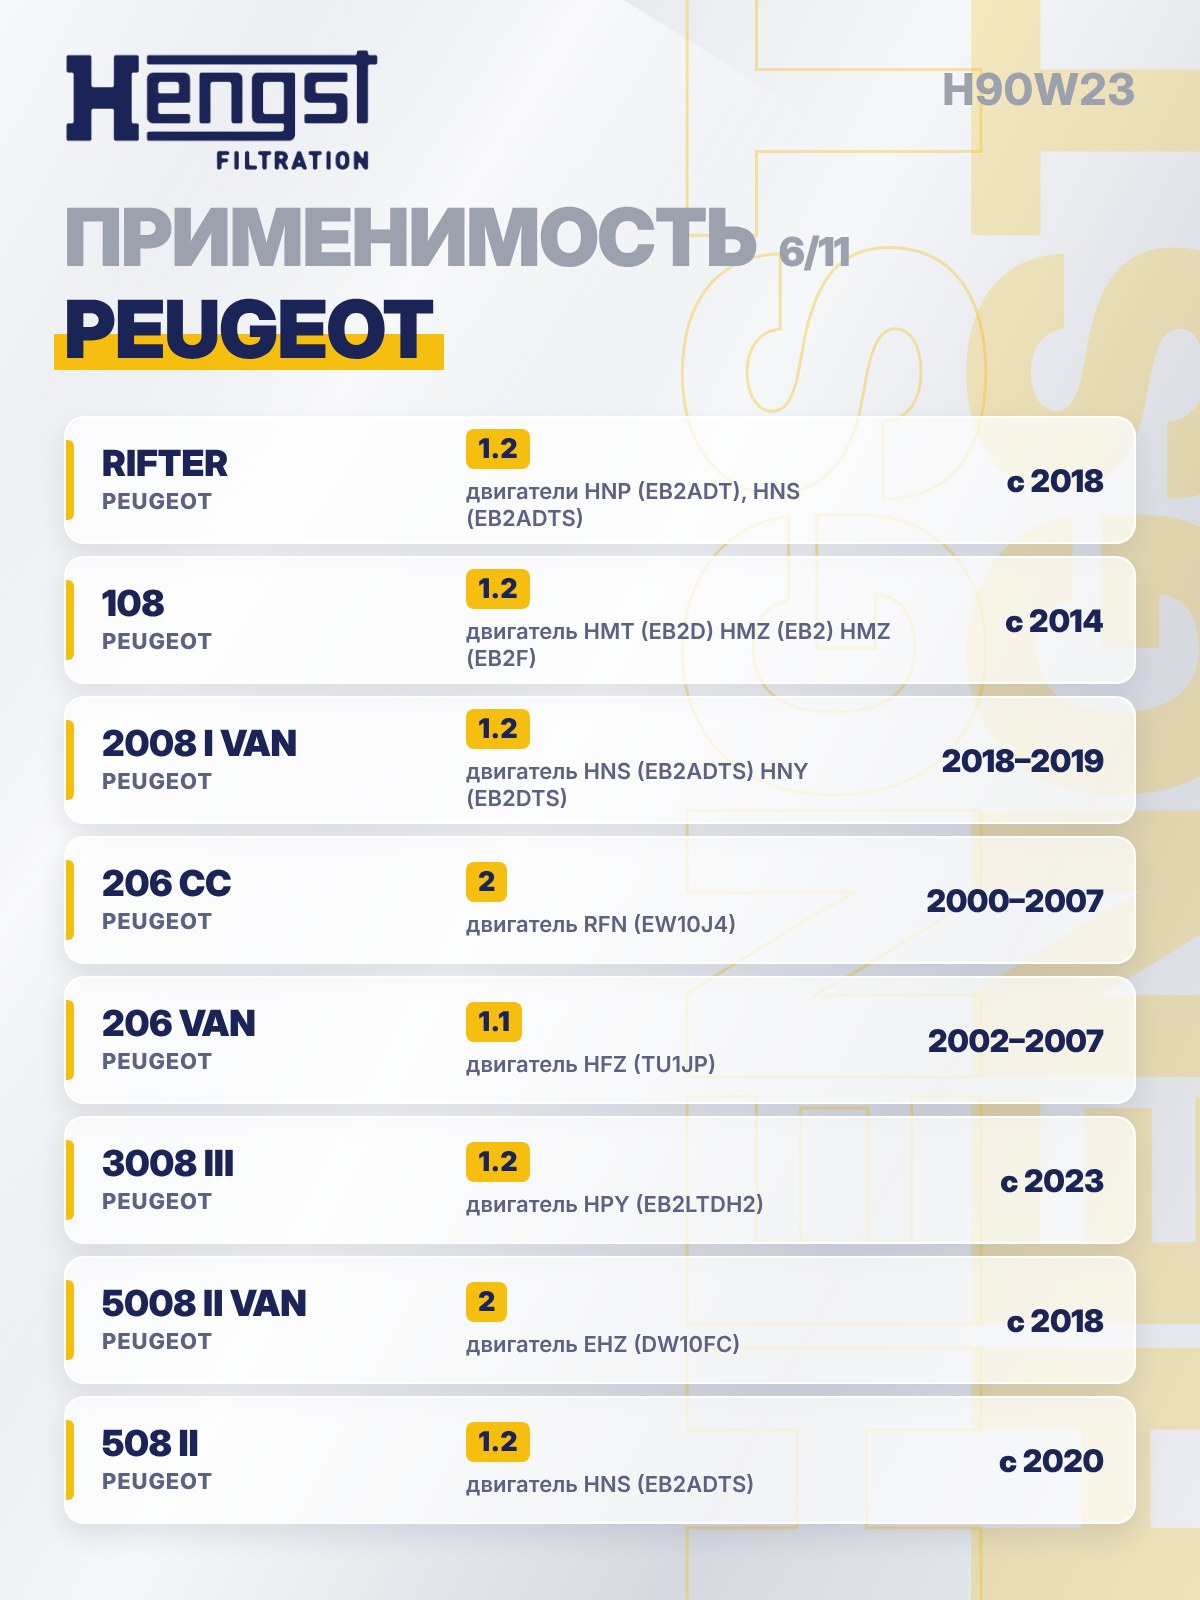 Hengst
FILTRATION
H90W23
ПРИМЕНИМОСТЬ 6/11
PEUGEOT
RIFTER
PEUGEOT
1.2
двигатели HNP (EB2ADT), HNS
(EB2ADTS)
с 2018
108
PEUGEOT
1.2
двигатель HMT (EB2D) HMZ (EB2) HMZ
(EB2F)
с 2014
2008 I VAN
PEUGEOT
1.2
двигатель HNS (EB2ADTS) HNY
(EB2DTS)
2018–2019
206 CC
PEUGEOT
2
двигатель RFN (EW10J4)
2000–2007
206 VAN
PEUGEOT
1.1
двигатель HFZ (TU1JP)
2002–2007
3008 III
PEUGEOT
1.2
двигатель HPY (EB2LTDH2)
с 2023
5008 II VAN
PEUGEOT
2
двигатель EHZ (DW10FC)
с 2018
508 II
PEUGEOT
1.2
двигатель HNS (EB2ADTS)
с 2020
HENGST
HENGST